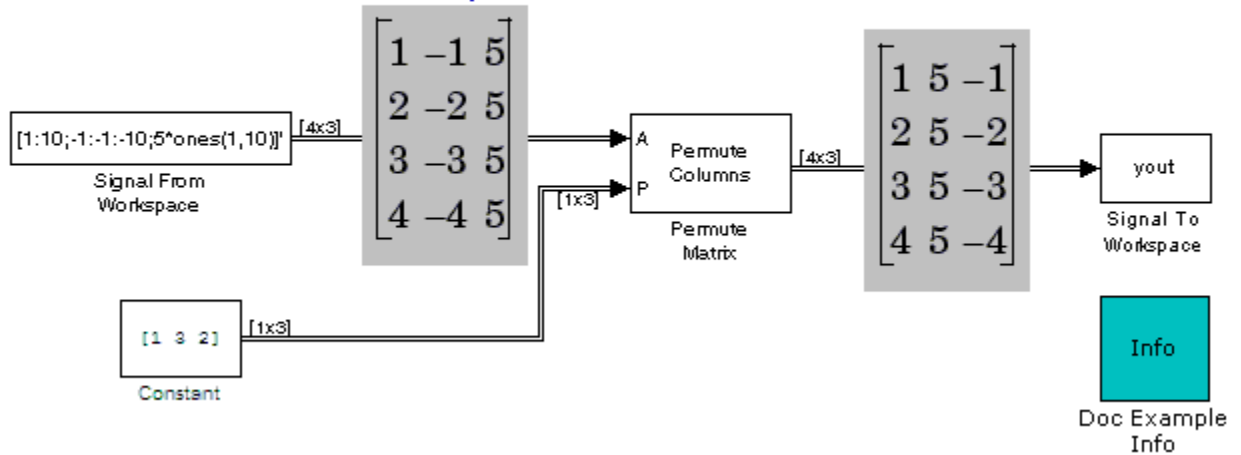 [1:10;-1:-1:-10;5*ones(1,10)]'
Signal From
Workspace
[4x3]
1 -1 5
2 -2 5
3 -3 5
4 -4 5
A
P
Permute
Columns
Permute
Matrix
[1x3]
[4x3]
1 5 -1
2 5 -2
3 5 -3
4 5 -4
yout
Signal To
Workspace
[1 3 2]
[1x3]
Constant
Info
Doc Example
Info